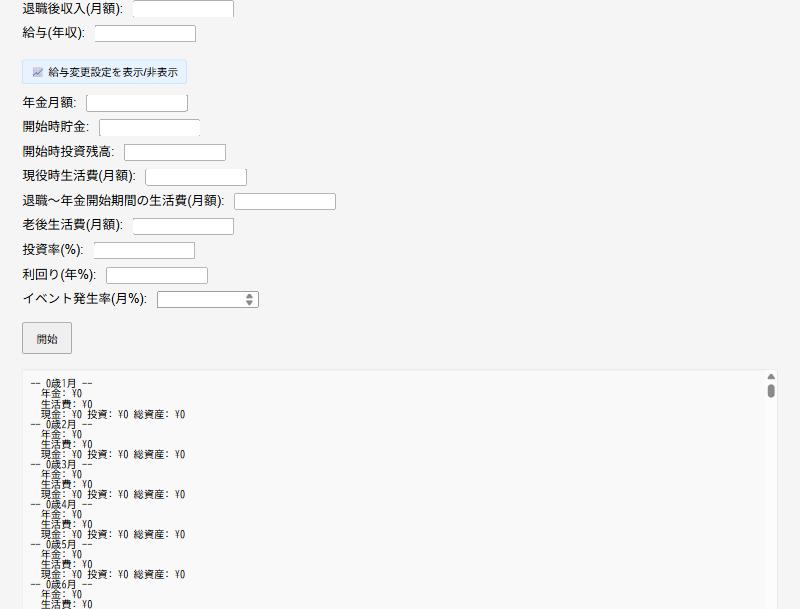 退職後収入(月額):
給与(年収):
給与変更設定を表示/非表示
年金月額:
開始時貯金:
開始時投資残高:
現役時生活費(月額):
退職～年金開始期間の生活費(月額):
老後生活費(月額):
投資率(%):
利回り(年%):
イベント発生率(月%):
開始
-- 0歳1月 --
年金: ¥0
生活費: ¥0
現金: ¥0 投資: ¥0 総資産: ¥0
-- 0歳2月 --
年金: ¥0
生活費: ¥0
現金: ¥0 投資: ¥0 総資産: ¥0
-- 0歳3月 --
年金: ¥0
生活費: ¥0
現金: ¥0 投資: ¥0 総資産: ¥0
-- 0歳4月 --
年金: ¥0
生活費: ¥0
現金: ¥0 投資: ¥0 総資産: ¥0
-- 0歳5月 --
年金: ¥0
生活費: ¥0
現金: ¥0 投資: ¥0 総資産: ¥0
-- 0歳6月 --
年金: ¥0
生活費: ¥0